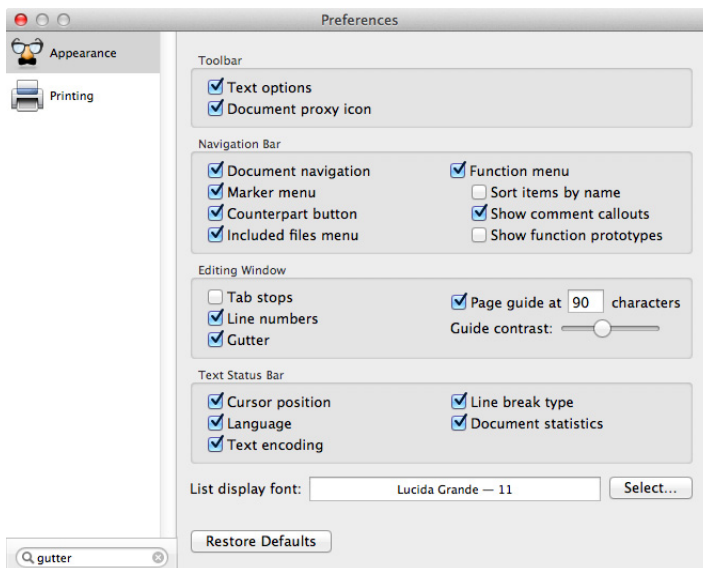 Preferences
Appearance
Printing
Toolbar
Text options
Document proxy icon
Navigation Bar
Document navigation
Marker menu
Counterpart button
Included files menu
Function menu
Sort items by name
Show comment callouts
Show function prototypes
Editing Window
Tab stops
Line numbers
Gutter
Page guide at 90 characters
Guide contrast:
Text Status Bar
Cursor position
Language
Text encoding
Line break type
Document statistics
List display font: Lucida Grande — 11 Select...
Restore Defaults
gutter